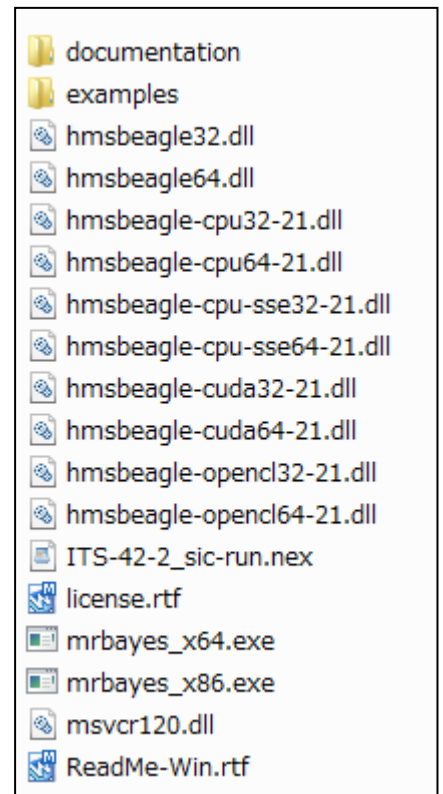 documentation
examples
hmsbeagle32.dll
hmsbeagle64.dll
hmsbeagle-cpu32-21.dll
hmsbeagle-cpu64-21.dll
hmsbeagle-cpu-sse32-21.dll
hmsbeagle-cpu-sse64-21.dll
hmsbeagle-cuda32-21.dll
hmsbeagle-cuda64-21.dll
hmsbeagle-opencl32-21.dll
hmsbeagle-opencl64-21.dll
ITS-42-2_sic-run.nex
license.rtf
mrbayes_x64.exe
mrbayes_x86.exe
msvcr120.dll
ReadMe-Win.rtf